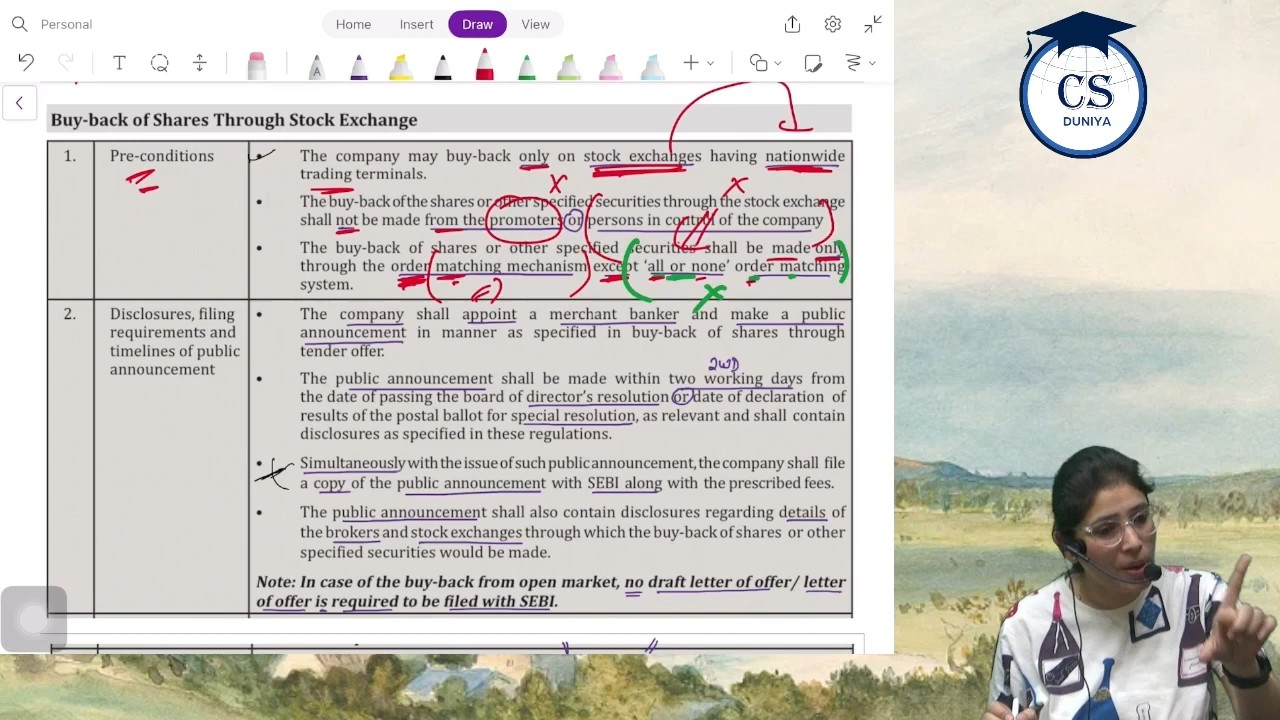 Personal
Home Insert Draw View
CS
DUNIYA
Buy-back of Shares Through Stock Exchange
1. Pre-conditions
• The company may buy-back only on stock exchanges having nationwide
trading terminals.
• The buy-back of the shares or other specified securities through the stock exchange
shall not be made from the promoters or persons in control of the company
• The buy-back of shares or other specified securities shall be made only
through the order matching mechanism except ‘all or none’ order matching
system.
2. Disclosures, filing
requirements and
timelines of public
announcement
• The company shall appoint a merchant banker and make a public
announcement in manner as specified in buy-back of shares through
tender offer.
2WD
• The public announcement shall be made within two working days from
the date of passing the board of director’s resolution or date of declaration of
results of the postal ballot for special resolution, as relevant and shall contain
disclosures as specified in these regulations.
• Simultaneously with the issue of such public announcement, the company shall file
a copy of the public announcement with SEBI along with the prescribed fees.
• The public announcement shall also contain disclosures regarding details of
the brokers and stock exchanges through which the buy-back of shares or other
specified securities would be made.
Note: In case of the buy-back from open market, no draft letter of offer/ letter
of offer is required to be filed with SEBI.